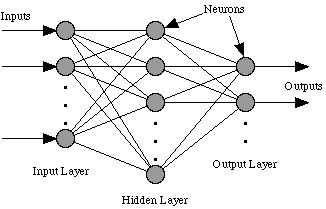 Neurons
Inputs
Outputs
Input Layer
Output Layer
Hidden Layer